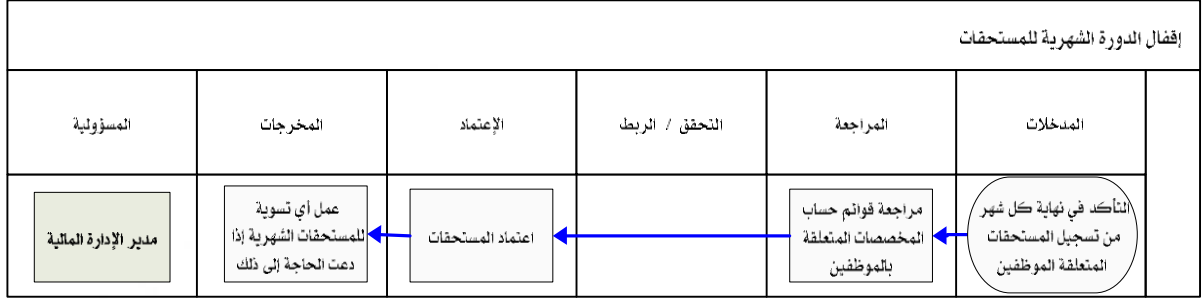 إقفال الدورة الشهرية للمستحقات
المدخلات
المراجعة
التحقق / الربط
الإعتماد
المخرجات
المسؤولية
التأكد في نهاية كل شهر
من تسجيل المستحقات
المتعلقة الموظفين
مراجعة قوائم حساب
المخصصات المتعلقة
بالموظفين
اعتماد المستحقات
عمل أي تسوية
للمستحقات الشهرية إذا
دعت الحاجة إلى ذلك
مدير الإدارة المالية